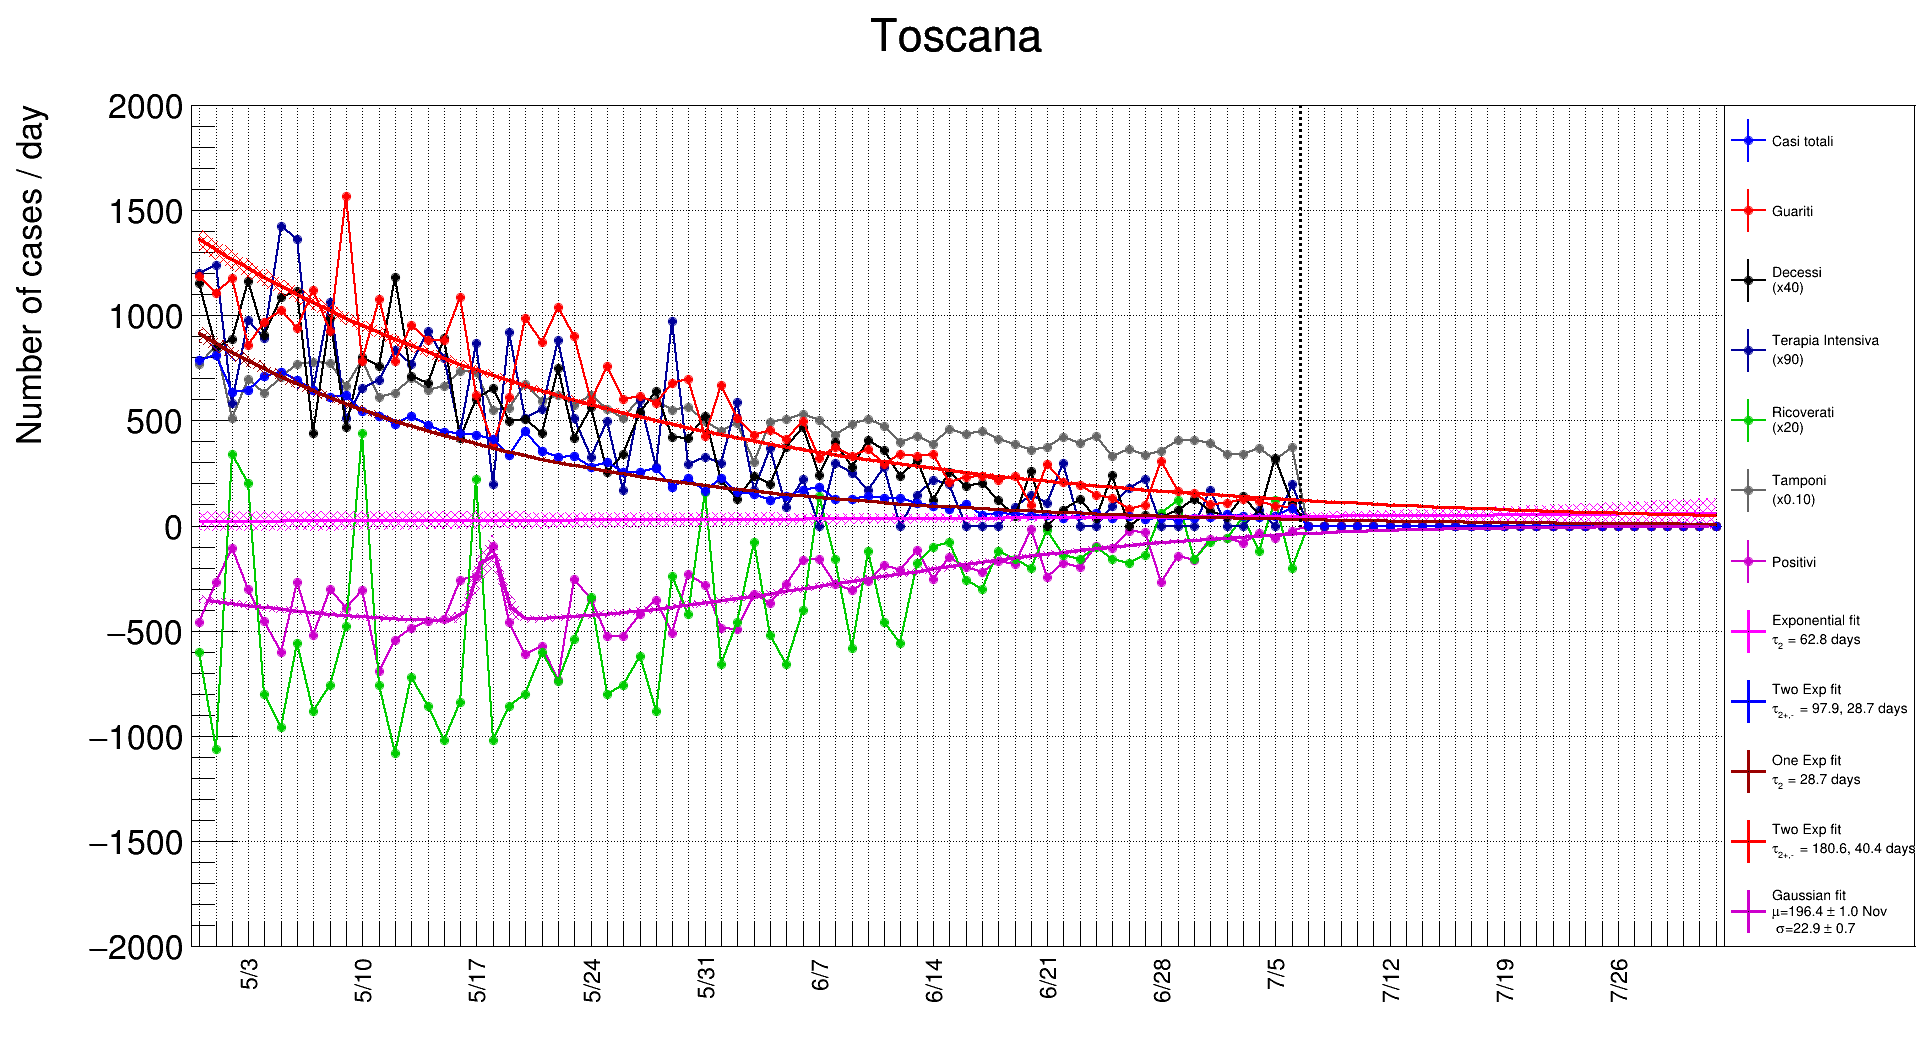 Toscana
Number of cases / day
2000
1500
1000
500
0
−500
−1000
−1500
−2000
5/3
5/10
5/17
5/24
5/31
6/7
6/14
6/21
6/28
7/5
7/12
7/19
7/26
Casi totali
Guariti
Decessi
(x40)
Terapia Intensiva
(x90)
Ricoverati
(x20)
Tamponi
(x0.10)
Positivi
Exponential fit
τ2 = 62.8 days
Two Exp fit
τ2+,- = 97.9, 28.7 days
One Exp fit
τ2 = 28.7 days
Two Exp fit
τ2+,- = 180.6, 40.4 days
Gaussian fit
μ=196.4 ± 1.0 Nov
σ=22.9 ± 0.7